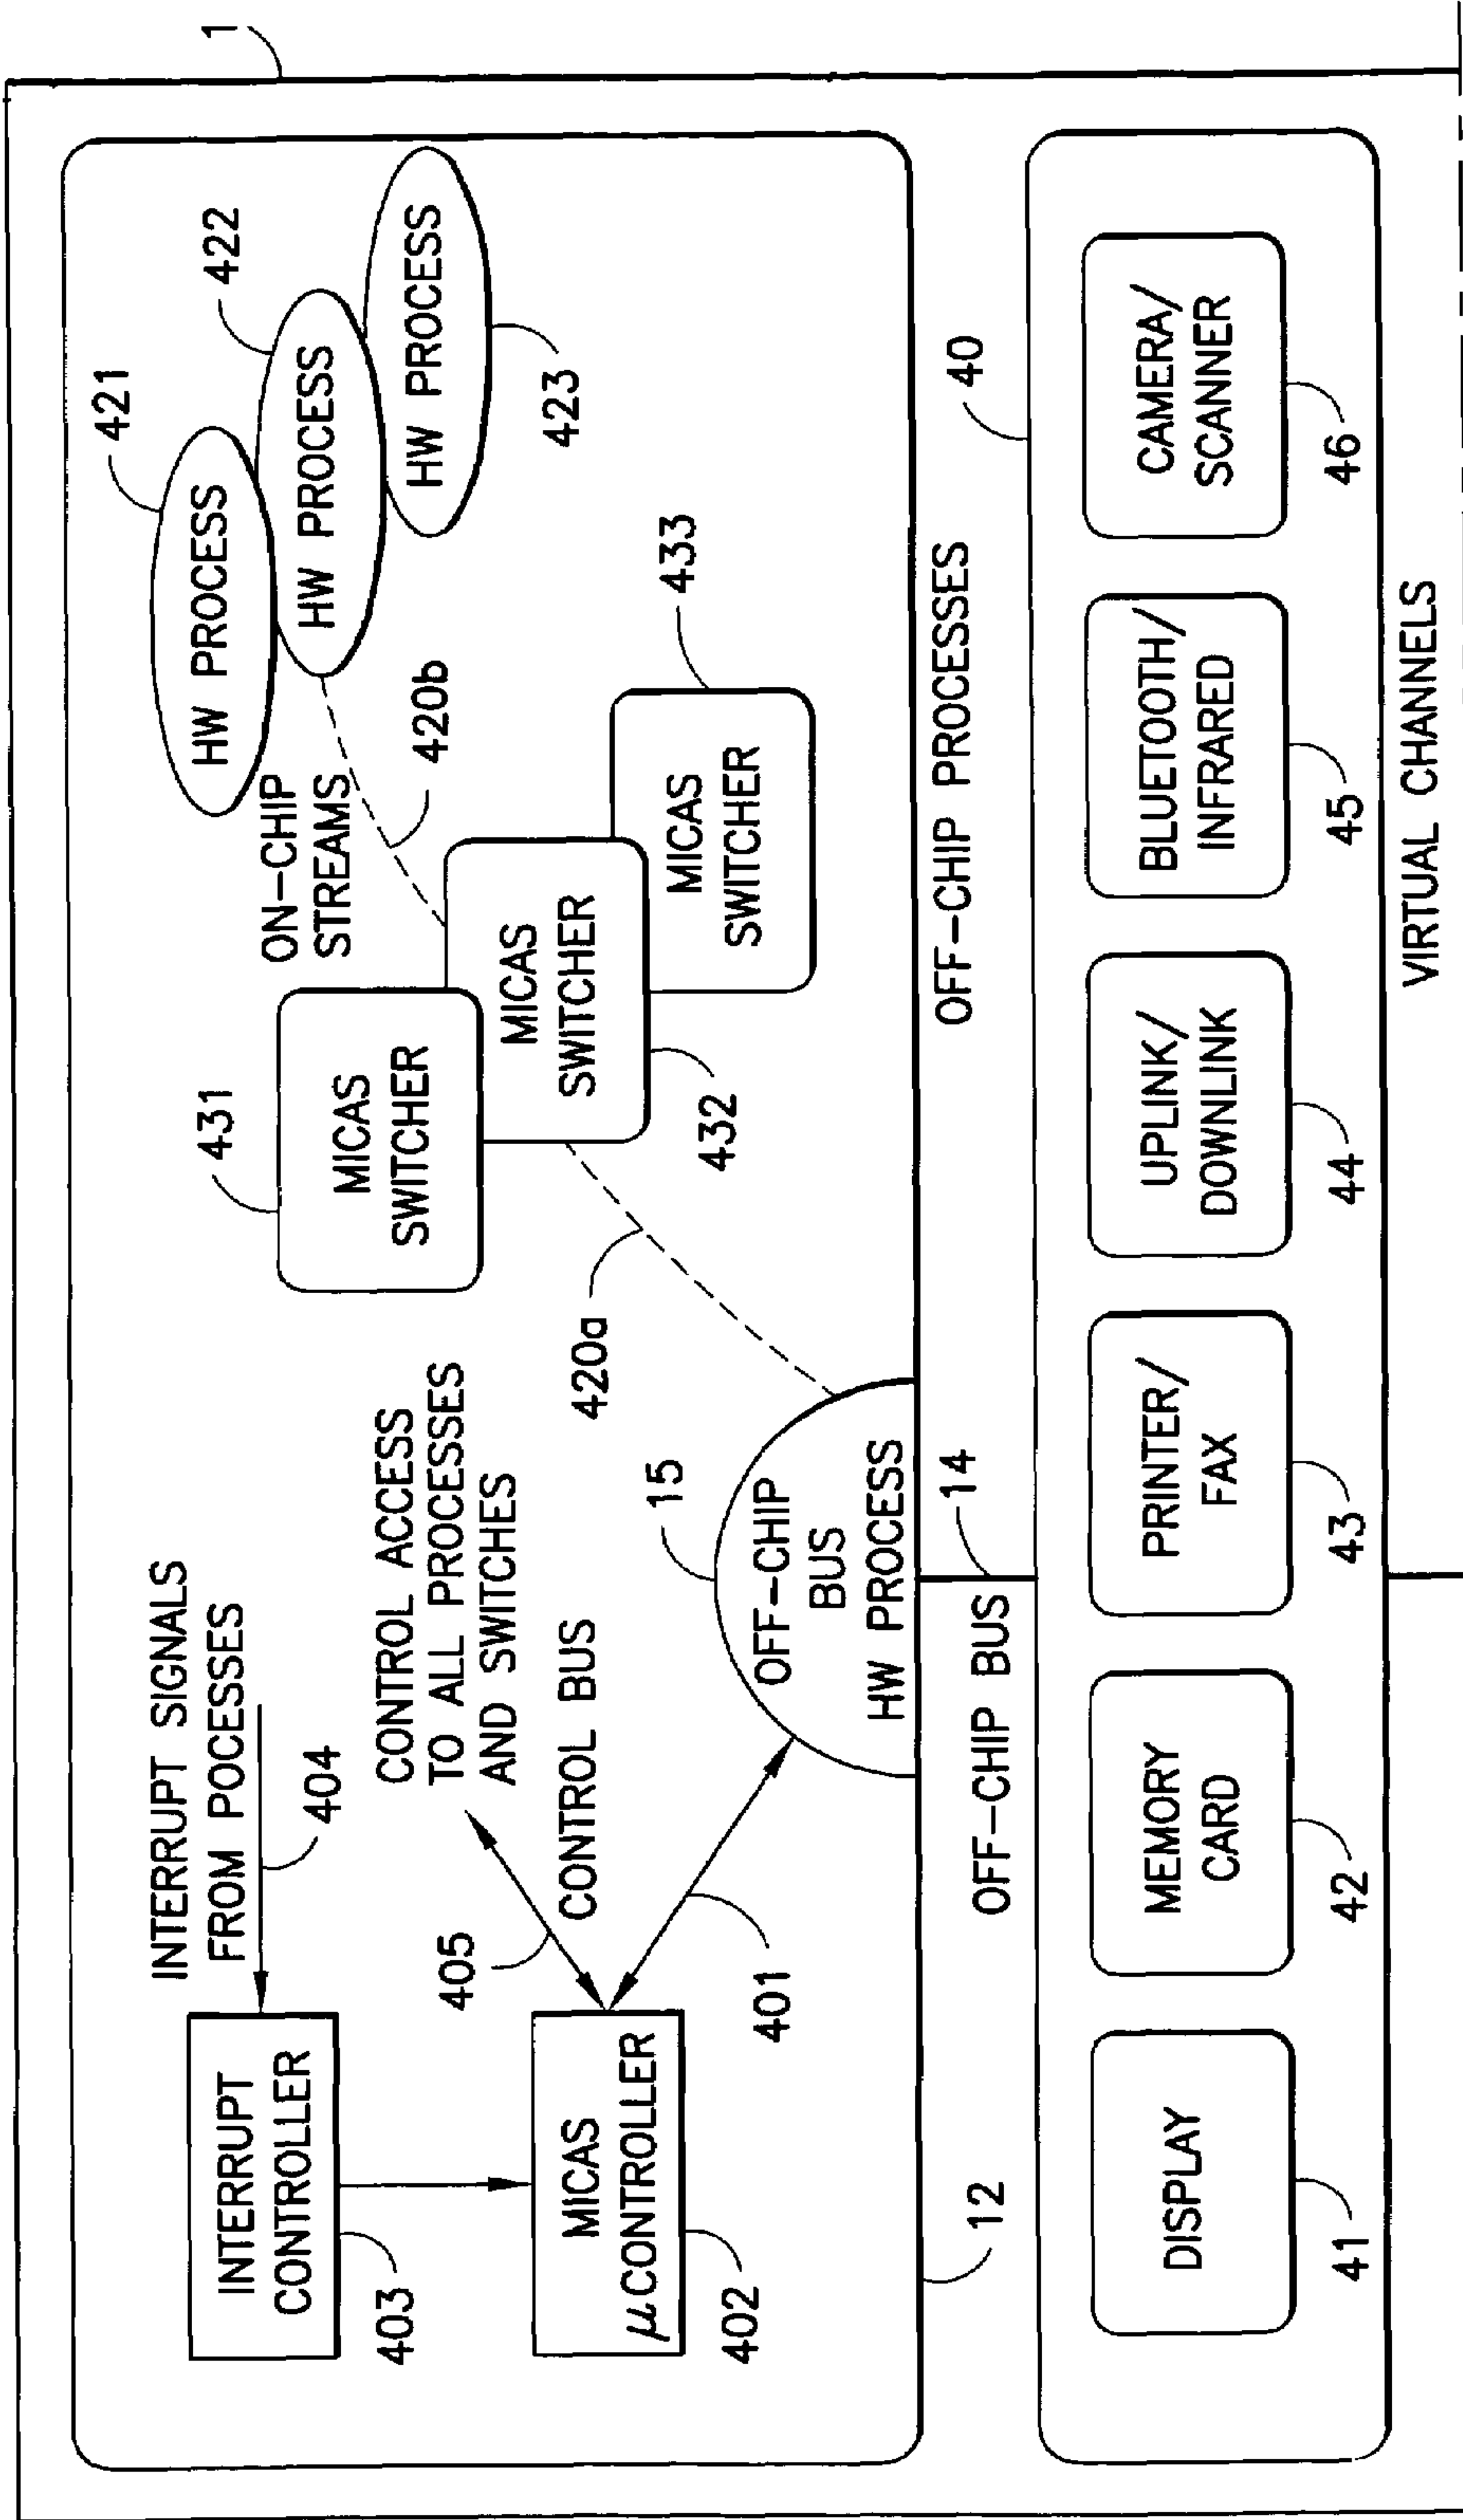 1
INTERRUPT SIGNALS
FROM POCESSES
404
INTERRUPT
CONTROLLER
403
MICAS
μCONTROLLER
402
405
CONTROL ACCESS
TO ALL PROCESSES
AND SWITCHES
CONTROL BUS
401
15
OFF-CHIP
BUS
HW PROCESS
420a
431
MICAS
SWITCHER
MICAS
SWITCHER
432
MICAS
SWITCHER
433
ON-CHIP
STREAMS
420b
421
HW PROCESS
422
HW PROCESS
HW PROCESS
423
12
OFF-CHIP BUS
14
OFF-CHIP PROCESSES
40
DISPLAY
41
MEMORY
CARD
42
PRINTER/
FAX
43
UPLINK/
DOWNLINK
44
BLUETOOTH/
INFRARED
45
CAMERA/
SCANNER
46
VIRTUAL CHANNELS